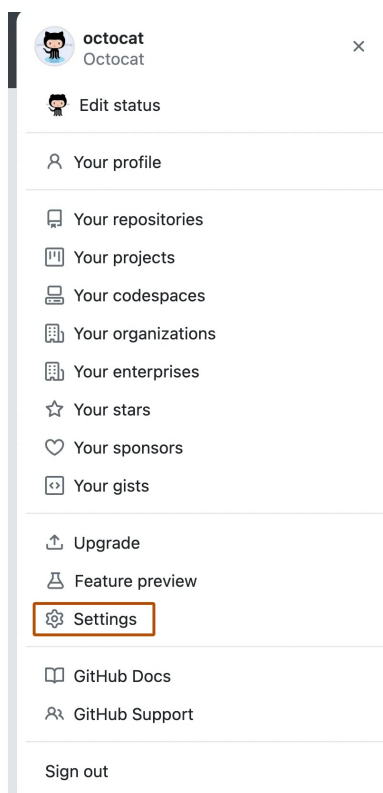 octocat
Octocat
Edit status
Your profile
Your repositories
Your projects
Your codespaces
Your organizations
Your enterprises
Your stars
Your sponsors
Your gists
Upgrade
Feature preview
Settings
GitHub Docs
GitHub Support
Sign out